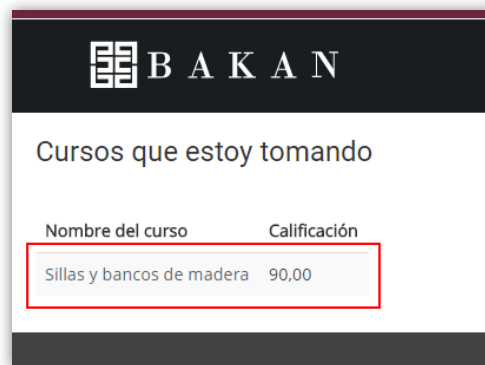 BAKAN
Cursos que estoy tomando
Nombre del curso Calificación
Sillas y bancos de madera 90,00